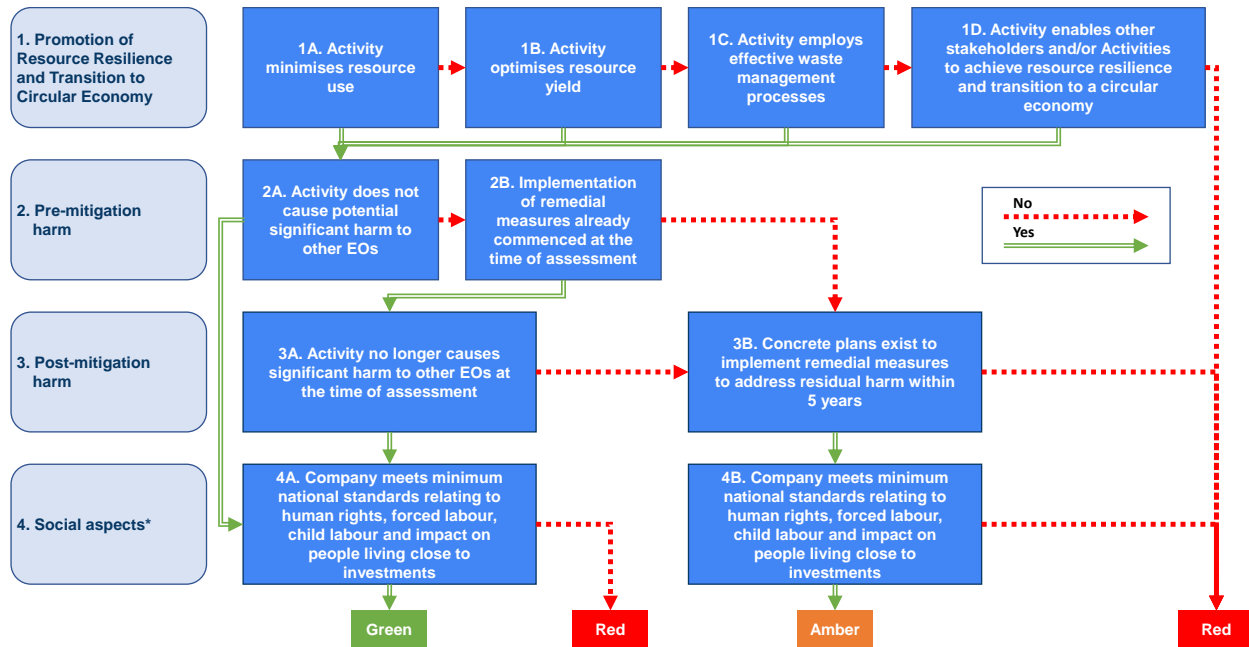 1. Promotion of
Resource Resilience
and Transition to
Circular Economy
1A. Activity
minimises resource
use
1B. Activity
optimises resource
yield
1C. Activity employs
effective waste
management
processes
1D. Activity enables other
stakeholders and/or Activities
to achieve resource resilience
and transition to a circular
economy
2. Pre-mitigation
harm
2A. Activity does not
cause potential
significant harm to
other EOs
2B. Implementation
of remedial
measures already
commenced at the
time of assessment
No
Yes
3. Post-mitigation
harm
3A. Activity no longer causes
significant harm to other EOs at
the time of assessment
3B. Concrete plans exist to
implement remedial measures
to address residual harm within
5 years
4. Social aspects*
4A. Company meets minimum
national standards relating to
human rights, forced labour,
child labour and impact on
people living close to
investments
4B. Company meets minimum
national standards relating to
human rights, forced labour,
child labour and impact on
people living close to
investments
Green
Red
Amber
Red